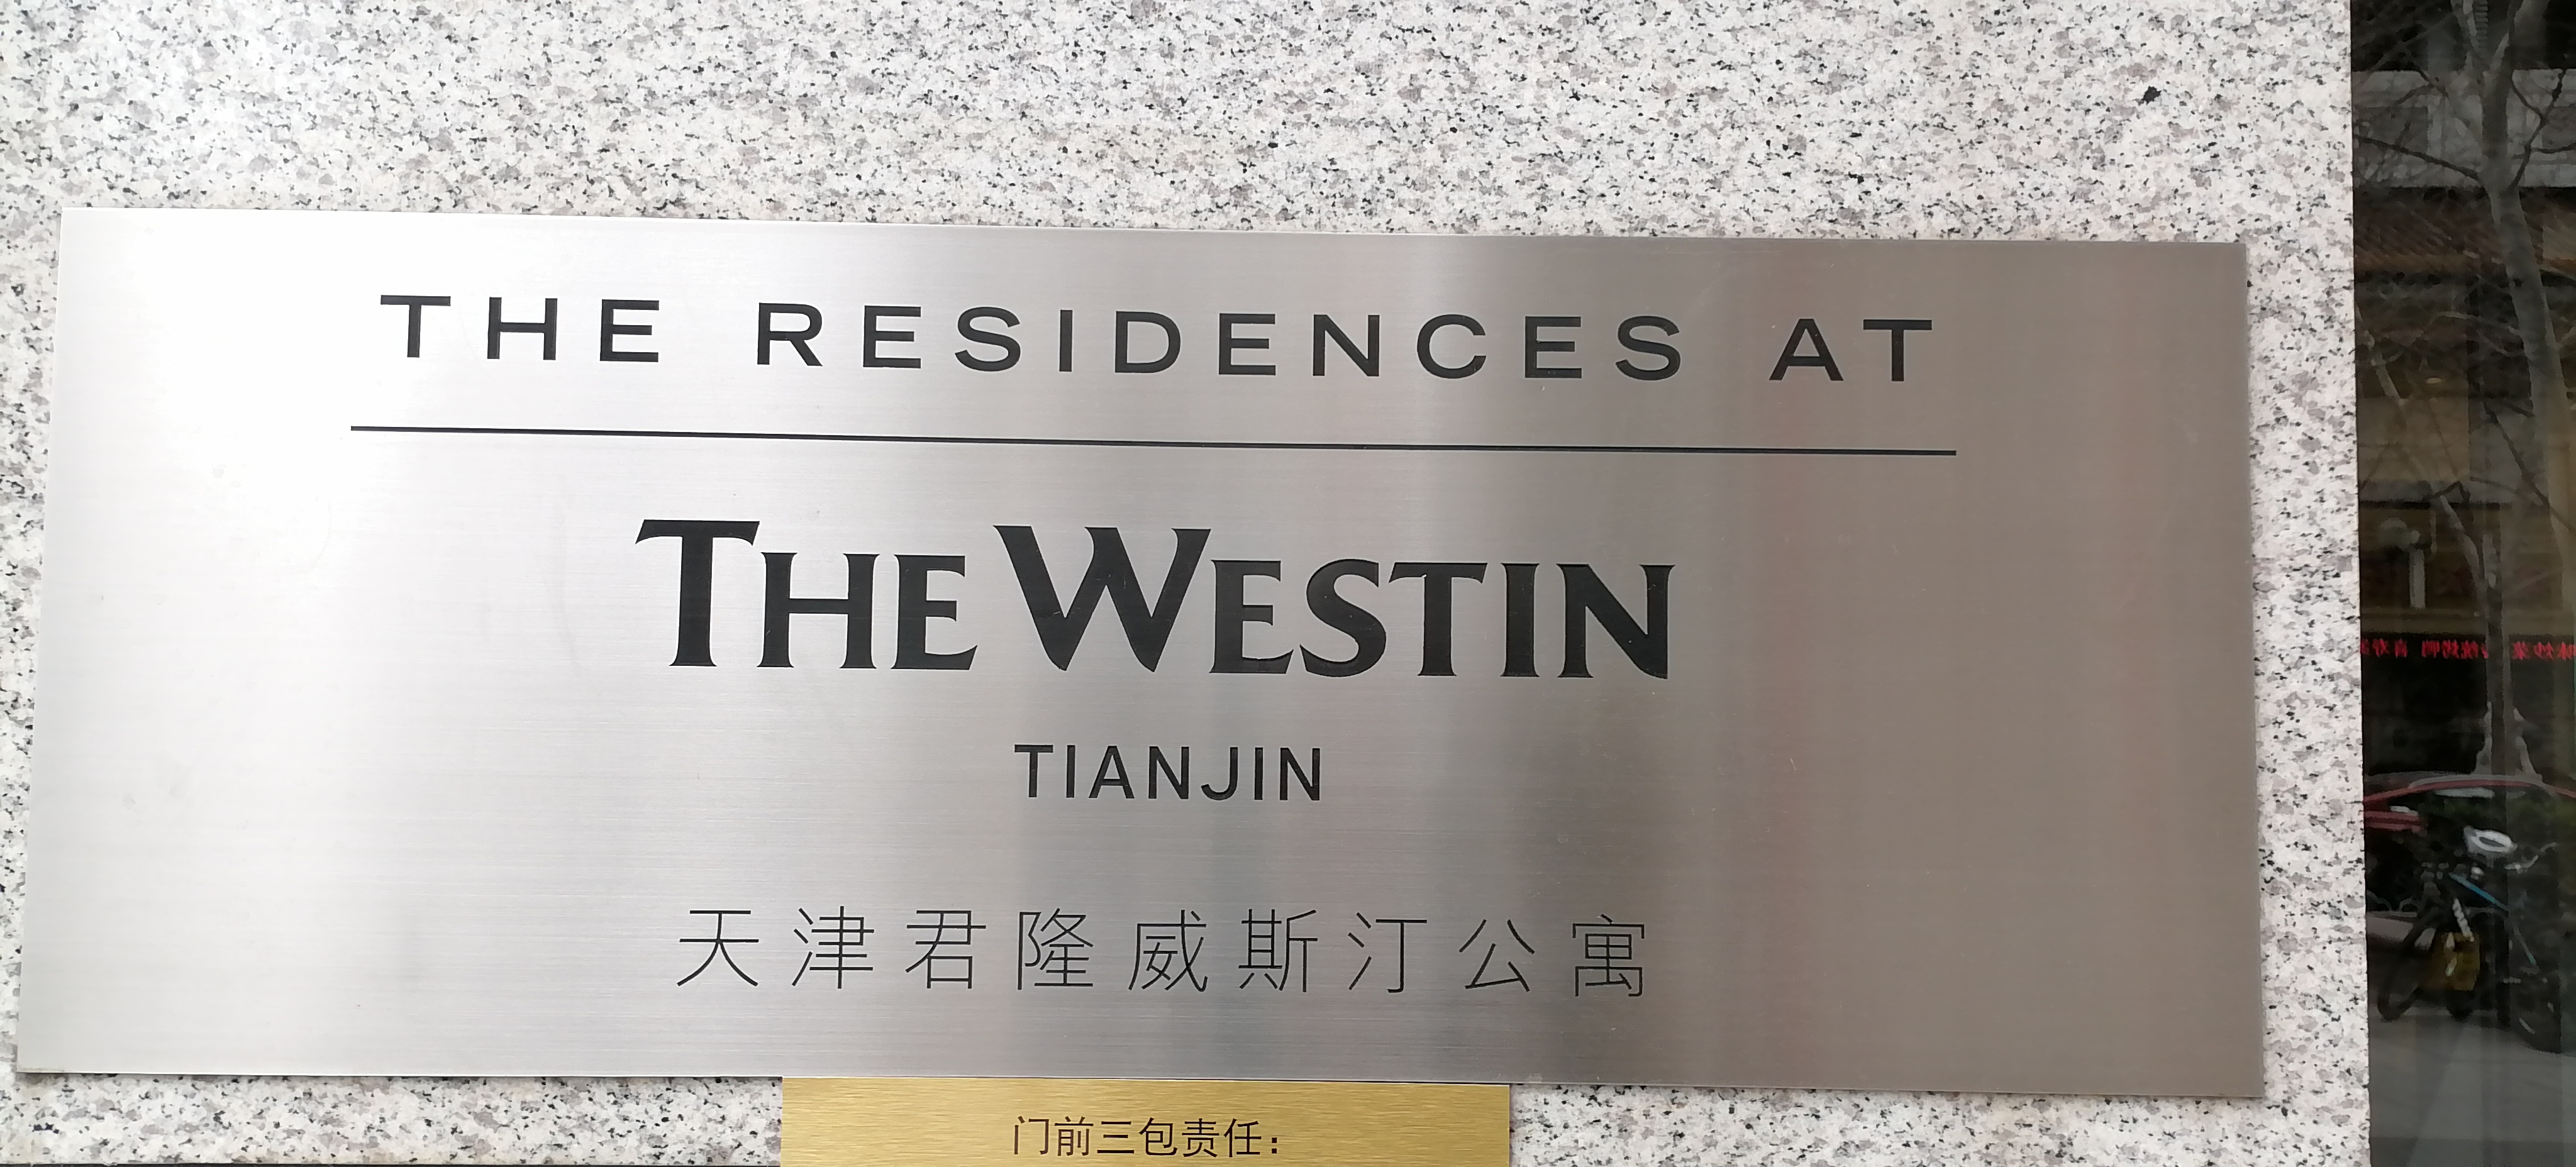 THE RESIDENCES AT
THE WESTIN
TIANJIN
天津君隆威斯汀公寓
门前三包责任：